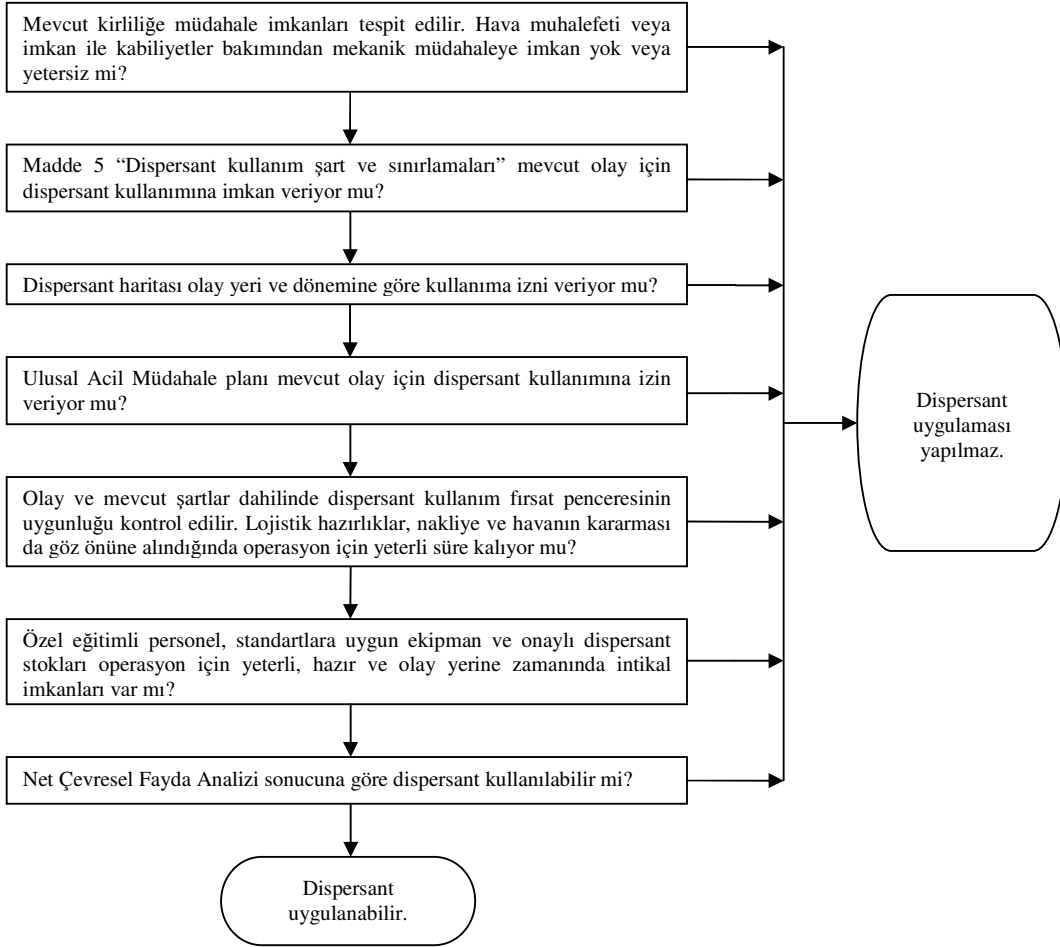 Mevcut kirliliğe müdahale imkanları tespit edilir. Hava muhalefeti veya
imkan ile kabiliyetler bakımından mekanik müdahaleye imkan yok veya
yetersiz mi?
Madde 5 “Dispersant kullanım şart ve sınırlamaları” mevcut olay için
dispersant kullanımına imkan veriyor mu?
Dispersant haritası olay yeri ve dönemine göre kullanıma izni veriyor mu?
Ulusal Acil Müdahale planı mevcut olay için dispersant kullanımına izin
veriyor mu?
Olay ve mevcut şartlar dahilinde dispersant kullanım fırsat penceresinin
uygunluğu kontrol edilir. Lojistik hazırlıklar, nakliye ve havanın kararması
da göz önüne alındığında operasyon için yeterli süre kalıyor mu?
Özel eğitimli personel, standartlara uygun ekipman ve onaylı dispersant
stokları operasyon için yeterli, hazır ve olay yerine zamanında intikal
imkanları var mı?
Net Çevresel Fayda Analizi sonucuna göre dispersant kullanılabilir mi?
Dispersant
uygulanabilir.
Dispersant
uygulaması
yapılmaz.